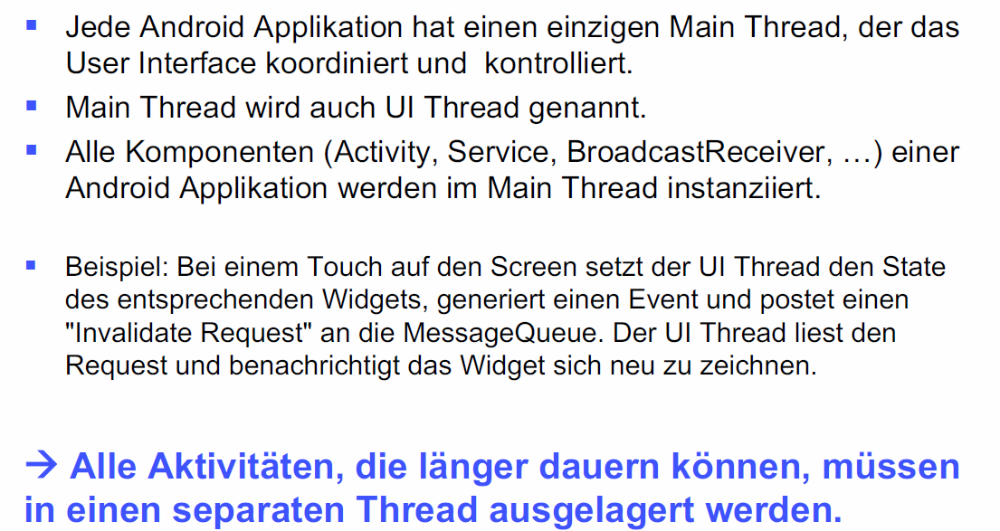 ▪ Jede Android Applikation hat einen einzigen Main Thread, der das
User Interface koordiniert und kontrolliert.
▪ Main Thread wird auch UI Thread genannt.
▪ Alle Komponenten (Activity, Service, BroadcastReceiver, …) einer
Android Applikation werden im Main Thread instanziiert.
▪ Beispiel: Bei einem Touch auf den Screen setzt der UI Thread den State
des entsprechenden Widgets, generiert einen Event und postet einen
"Invalidate Request" an die MessageQueue. Der UI Thread liest den
Request und benachrichtigt das Widget sich neu zu zeichnen.
→ Alle Aktivitäten, die länger dauern können, müssen
in einen separaten Thread ausgelagert werden.